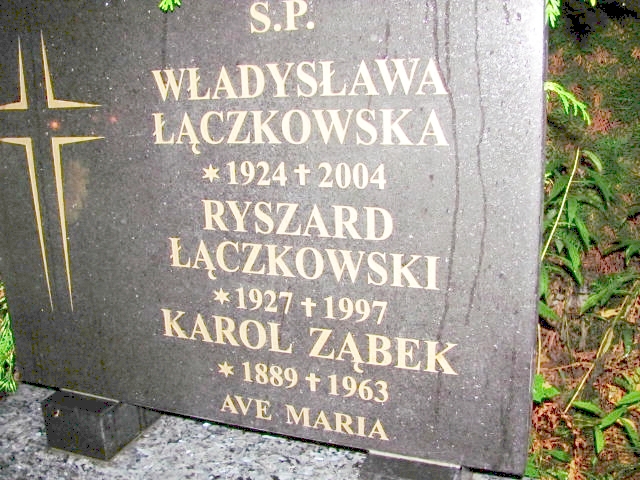 S.P.
WŁADYSŁAWA
ŁĄCZKOWSKA
✶ 1924 ✝ 2004
RYSZARD
ŁĄCZKOWSKI
✶ 1927 ✝ 1997
KAROL ZĄBEK
✶ 1889 ✝ 1963
AVE MARIA